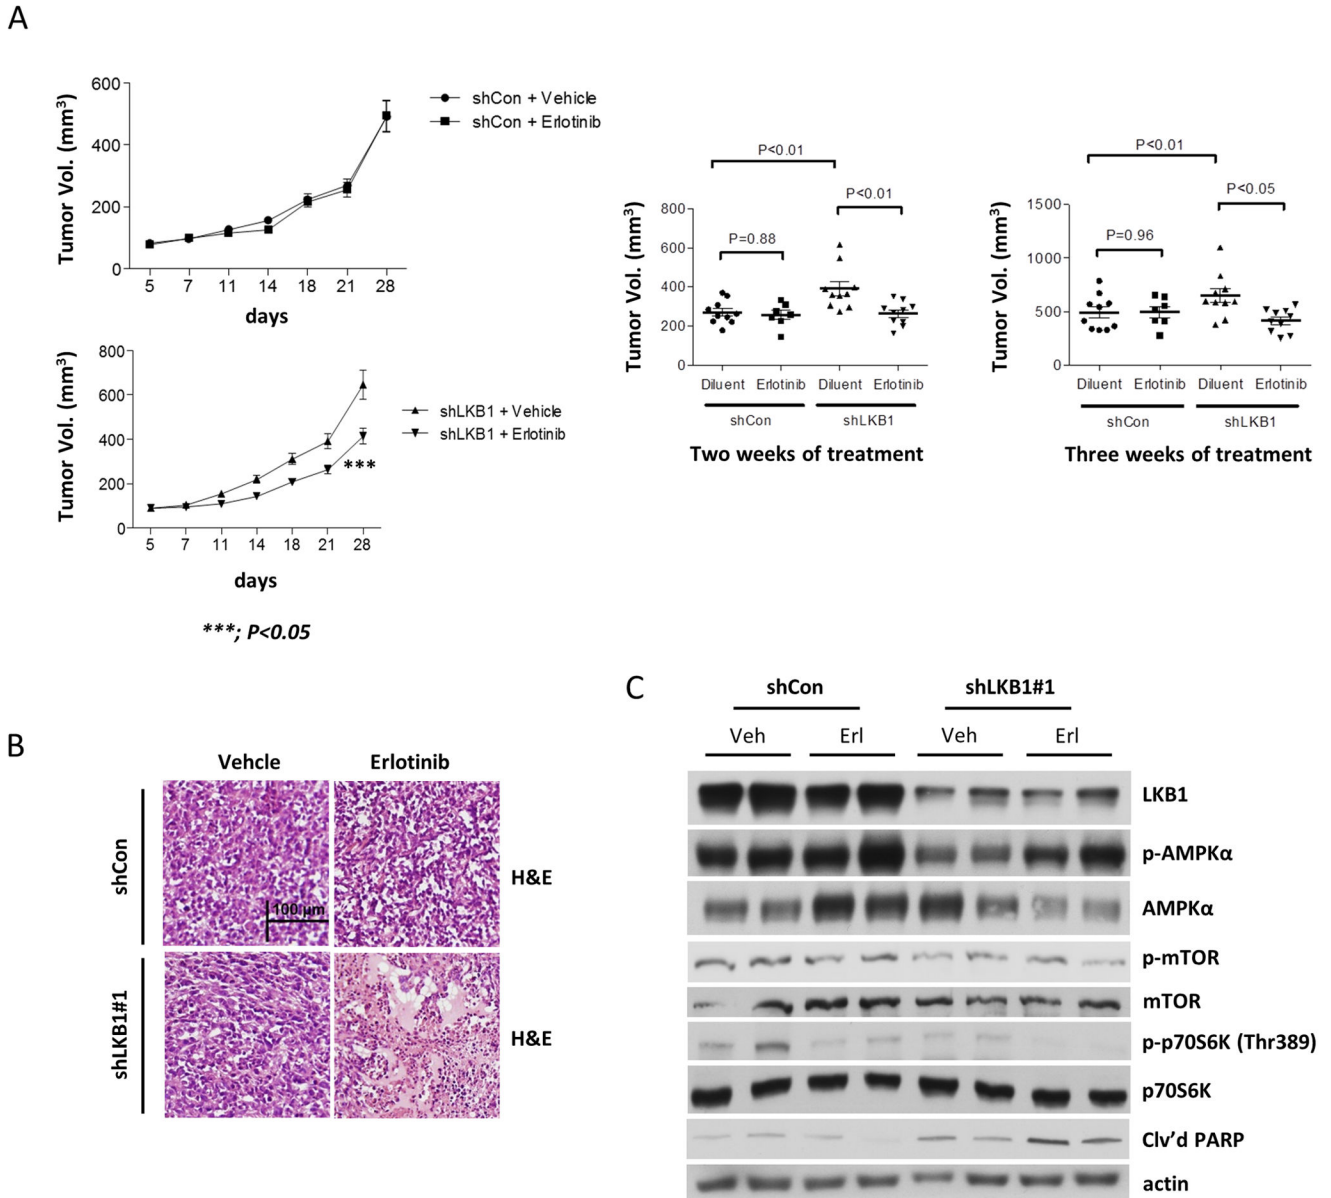 A
600
400
200
0
Tumor Vol. (mm³)
5 7 11 14 18 21 28
days
shCon + Vehicle
shCon + Erlotinib
800
600
400
200
0
Tumor Vol. (mm³)
5 7 11 14 18 21 28
days
shLKB1 + Vehicle
shLKB1 + Erlotinib
***
***; P<0.05
P<0.01
P<0.01
P=0.88
800
600
400
200
0
Tumor Vol. (mm³)
Diluent Erlotinib Diluent Erlotinib
shCon shLKB1
Two weeks of treatment
P<0.01
P<0.05
P=0.96
1500
1000
500
0
Tumor Vol. (mm³)
Diluent Erlotinib Diluent Erlotinib
shCon shLKB1
Three weeks of treatment
B
Vehcle Erlotinib
shCon
100 µm
H&E
shLKB1#1
H&E
C
shCon shLKB1#1
Veh Erl Veh Erl
LKB1
p-AMPKα
AMPKα
p-mTOR
mTOR
p-p70S6K (Thr389)
p70S6K
Clv'd PARP
actin